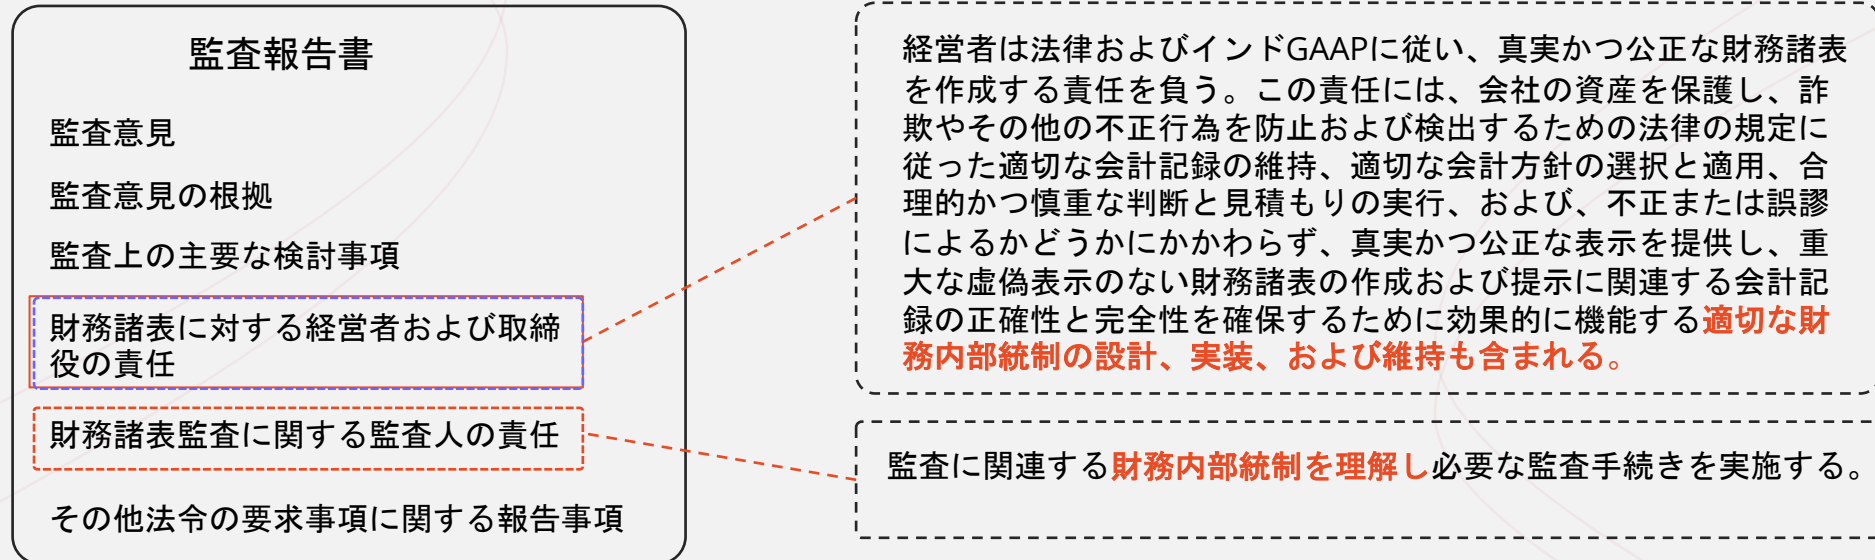 監査報告書
監査意見
監査意見の根拠
監査上の主要な検討事項
財務諸表に対する経営者および取締
役の責任
財務諸表監査に関する監査人の責任
その他法令の要求事項に関する報告事項
経営者は法律およびインドGAAPに従い、真実かつ公正な財務諸表
を作成する責任を負う。この責任には、会社の資産を保護し、詐
欺やその他の不正行為を防止および検出するための法律の規定に
従った適切な会計記録の維持、適切な会計方針の選択と適用、合
理的かつ慎重な判断と見積もりの実行、および、不正または誤謬
によるかどうかにかかわらず、真実かつ公正な表示を提供し、重
大な虚偽表示のない財務諸表の作成および提示に関連する会計記
録の正確性と完全性を確保するために効果的に機能する適切な財
務内部統制の設計、実装、および維持も含まれる。
監査に関連する財務内部統制を理解し必要な監査手続きを実施する。